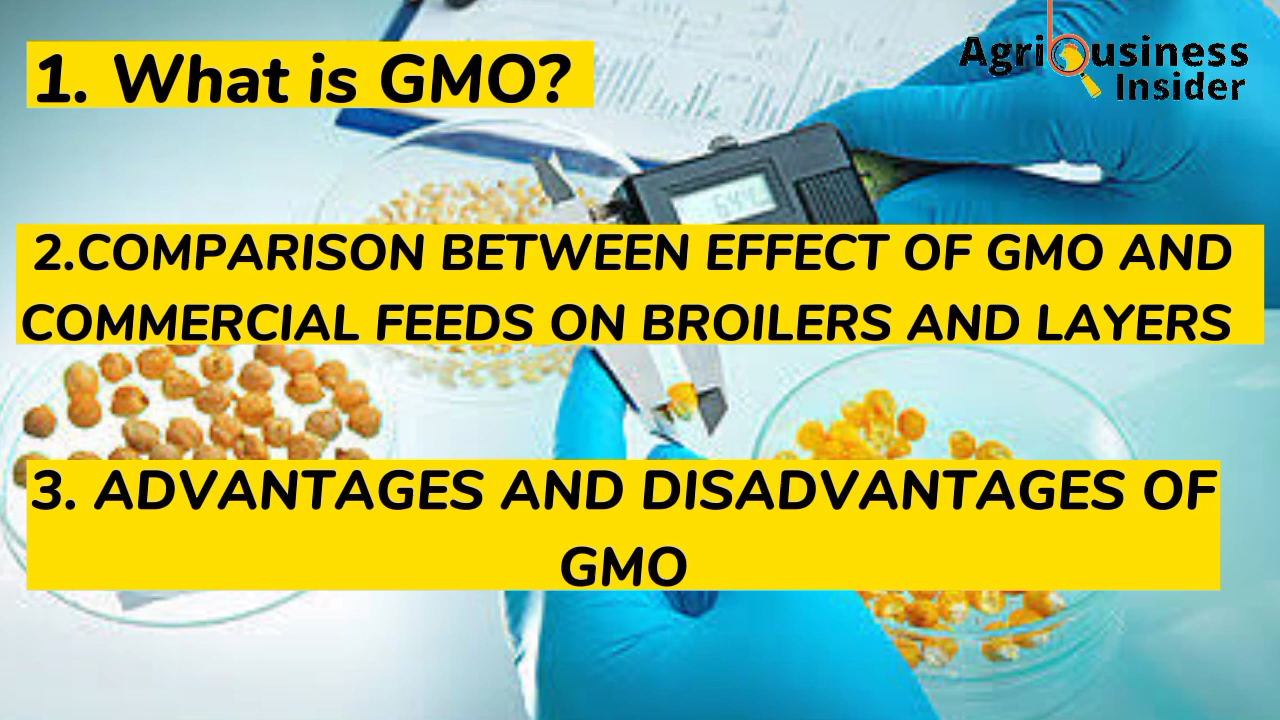 Agribusiness
Insider
1. What is GMO?
2.COMPARISON BETWEEN EFFECT OF GMO AND
COMMERCIAL FEEDS ON BROILERS AND LAYERS
3. ADVANTAGES AND DISADVANTAGES OF
GMO